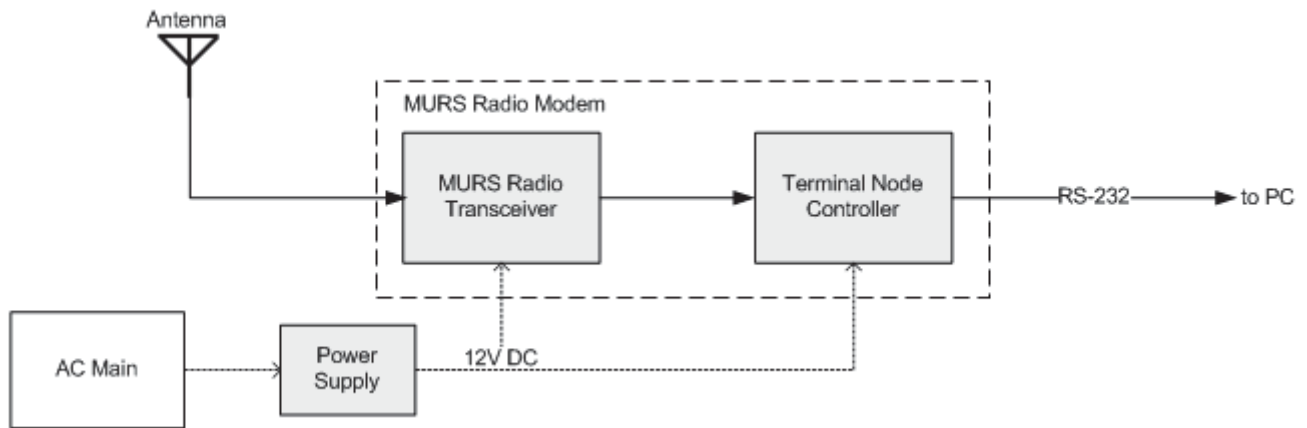 Antenna
MURS Radio Modem
MURS Radio
Transceiver
Terminal Node
Controller
RS-232
to PC
AC Main
Power
Supply
12V DC